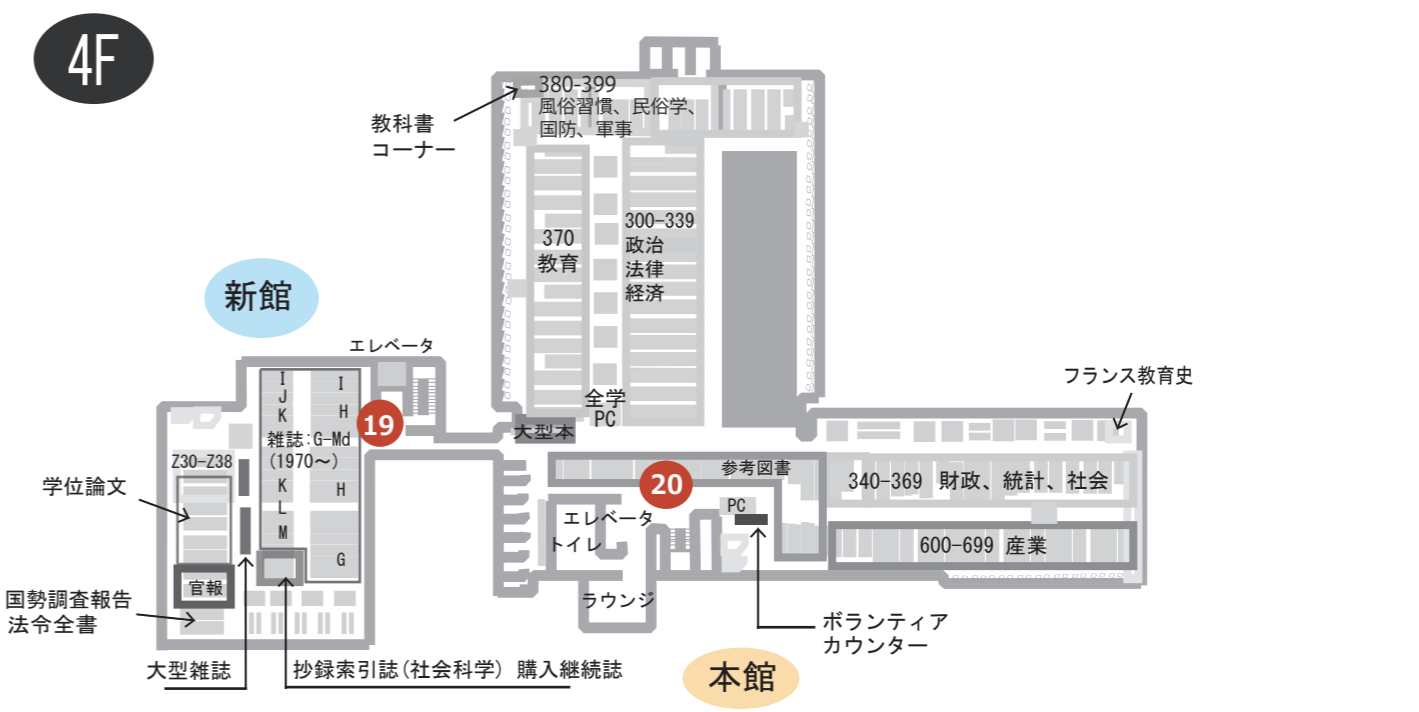 4F
380-399
風俗習慣、民俗学、
国防、軍事
教科書
コーナー
300-339
政治
法律
経済
370
教育
新館
エレベータ
フランス教育史
全学
PC
大型本
I
J
K
I
H
19
雑誌：G-Md
(1970～)
Z30-Z38
K
L
M
H
G
学位論文
官報
国勢調査報告
法令全書
大型雑誌
抄録索引誌(社会科学) 購入継続誌
参考図書
20
PC
エレベータ
トイレ
ラウンジ
340-369 財政、統計、社会
600-699 産業
ボランティア
カウンター
本館